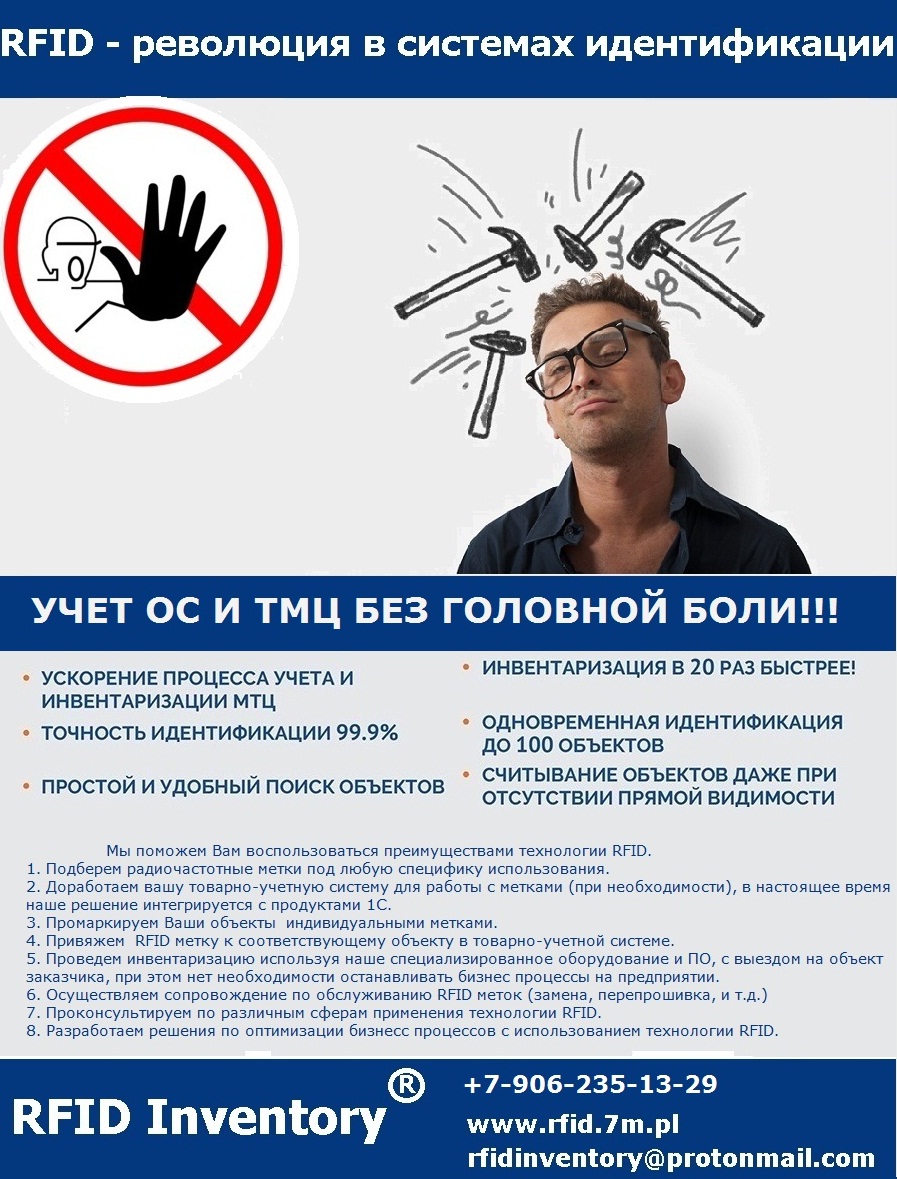 RFID - революция в системах идентификации
УЧЕТ ОС И ТМЦ БЕЗ ГОЛОВНОЙ БОЛИ!!!
• УСКОРЕНИЕ ПРОЦЕССА УЧЕТА И
ИНВЕНТАРИЗАЦИИ МТЦ
• ТОЧНОСТЬ ИДЕНТИФИКАЦИИ 99.9%
• ПРОСТОЙ И УДОБНЫЙ ПОИСК ОБЪЕКТОВ
• ИНВЕНТАРИЗАЦИЯ В 20 РАЗ БЫСТРЕЕ!
• ОДНОВРЕМЕННАЯ ИДЕНТИФИКАЦИЯ
ДО 100 ОБЪЕКТОВ
• СЧИТЫВАНИЕ ОБЪЕКТОВ ДАЖЕ ПРИ
ОТСУТСТВИИ ПРЯМОЙ ВИДИМОСТИ
Мы поможем Вам воспользоваться преимуществами технологии RFID.
1. Подберем радиочастотные метки под любую специфику использования.
2. Доработаем вашу товарно-учетную систему для работы с метками (при необходимости), в настоящее время
наше решение интегрируется с продуктами 1С.
3. Промаркируем Ваши объекты индивидуальными метками.
4. Привяжем RFID метку к соответствующему объекту в товарно-учетной системе.
5. Проведем инвентаризацию используя наше специализированное оборудование и ПО, с выездом на объект
заказчика, при этом нет необходимости останавливать бизнес процессы на предприятии.
6. Осуществляем сопровождение по обслуживанию RFID меток (замена, перепрошивка, и т.д.)
7. Проконсультируем по различным сферам применения технологии RFID.
8. Разработаем решения по оптимизации бизнесс процессов с использованием технологии RFID.
RFID Inventory®
+7-906-235-13-29
www.rfid.7m.pl
rfidinventory@protonmail.com